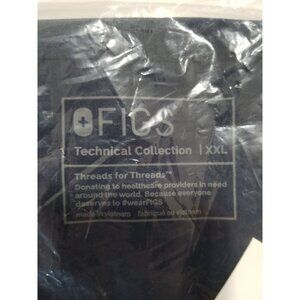 FIGS
Technical Collection | XXL
Threads for Threads™
Donating to healthcare providers in need
around the world. Because everyone
deserves to #wearFIGS
made in vietnam fabriqué au vietnam